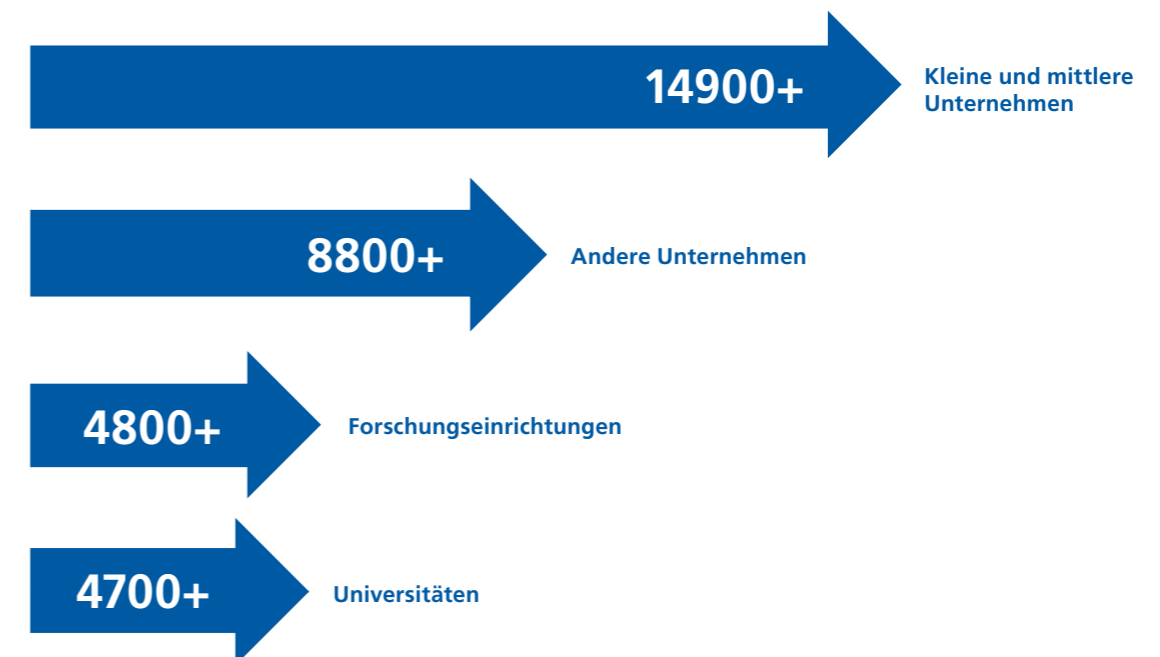 14900+
Kleine und mittlere
Unternehmen
8800+
Andere Unternehmen
4800+
Forschungseinrichtungen
4700+
Universitäten